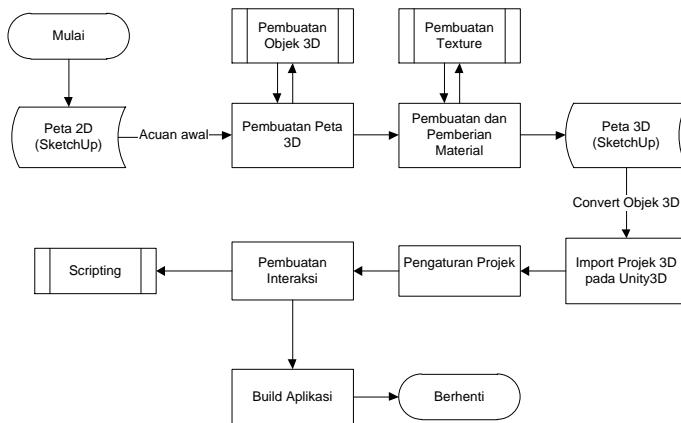 Mulai
Pembuatan
Objek 3D
Pembuatan
Texture
Peta 2D
(SketchUp)
Acuan awal
Pembuatan Peta
3D
Pembuatan dan
Pemberian
Material
Peta 3D
(SketchUp)
Convert Objek 3D
Scripting
Pembuatan
Interaksi
Pengaturan Projek
Import Projek 3D
pada Unity3D
Build Aplikasi
Berhenti